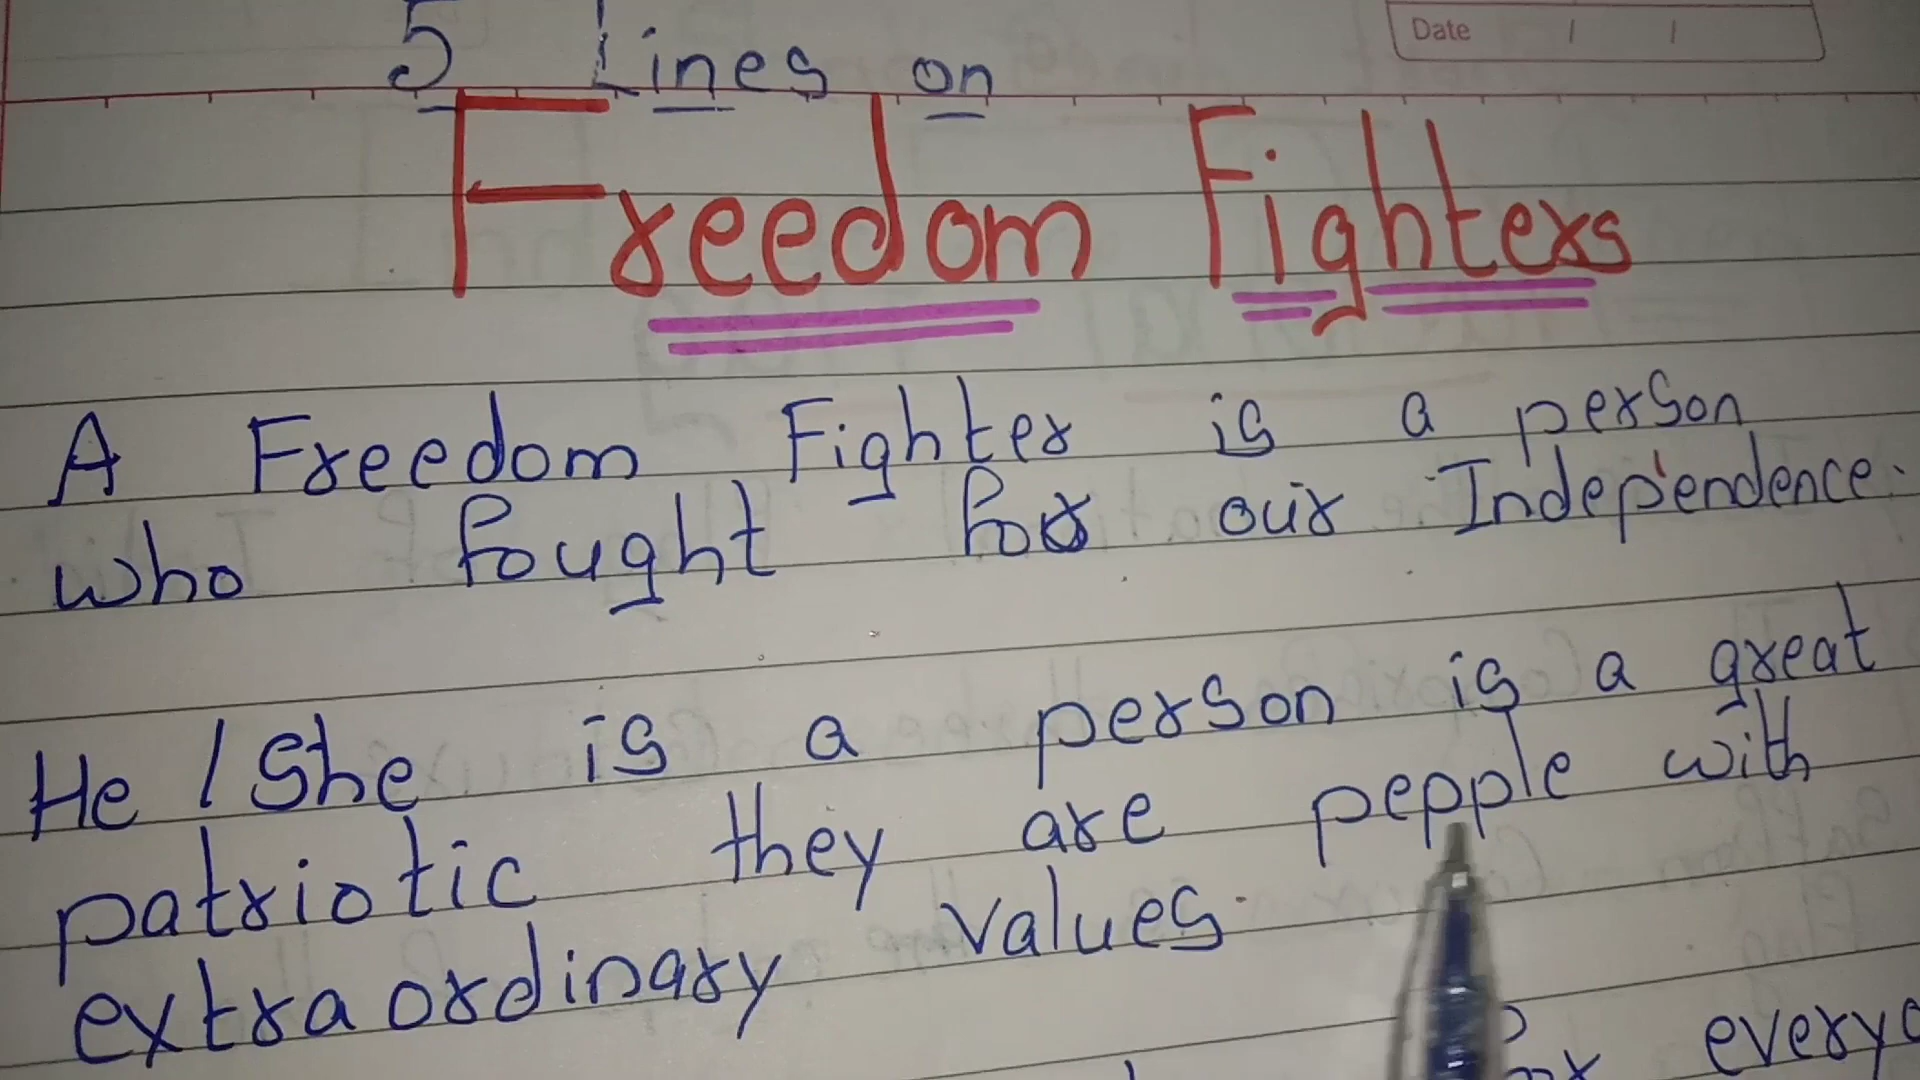 Date / /
5 Lines on
Freedom Fighters
A Freedom Fighter is a person
who fought for our Independence.
He / She is a person is a great
patriotic they are pepple with
extraordinary values.